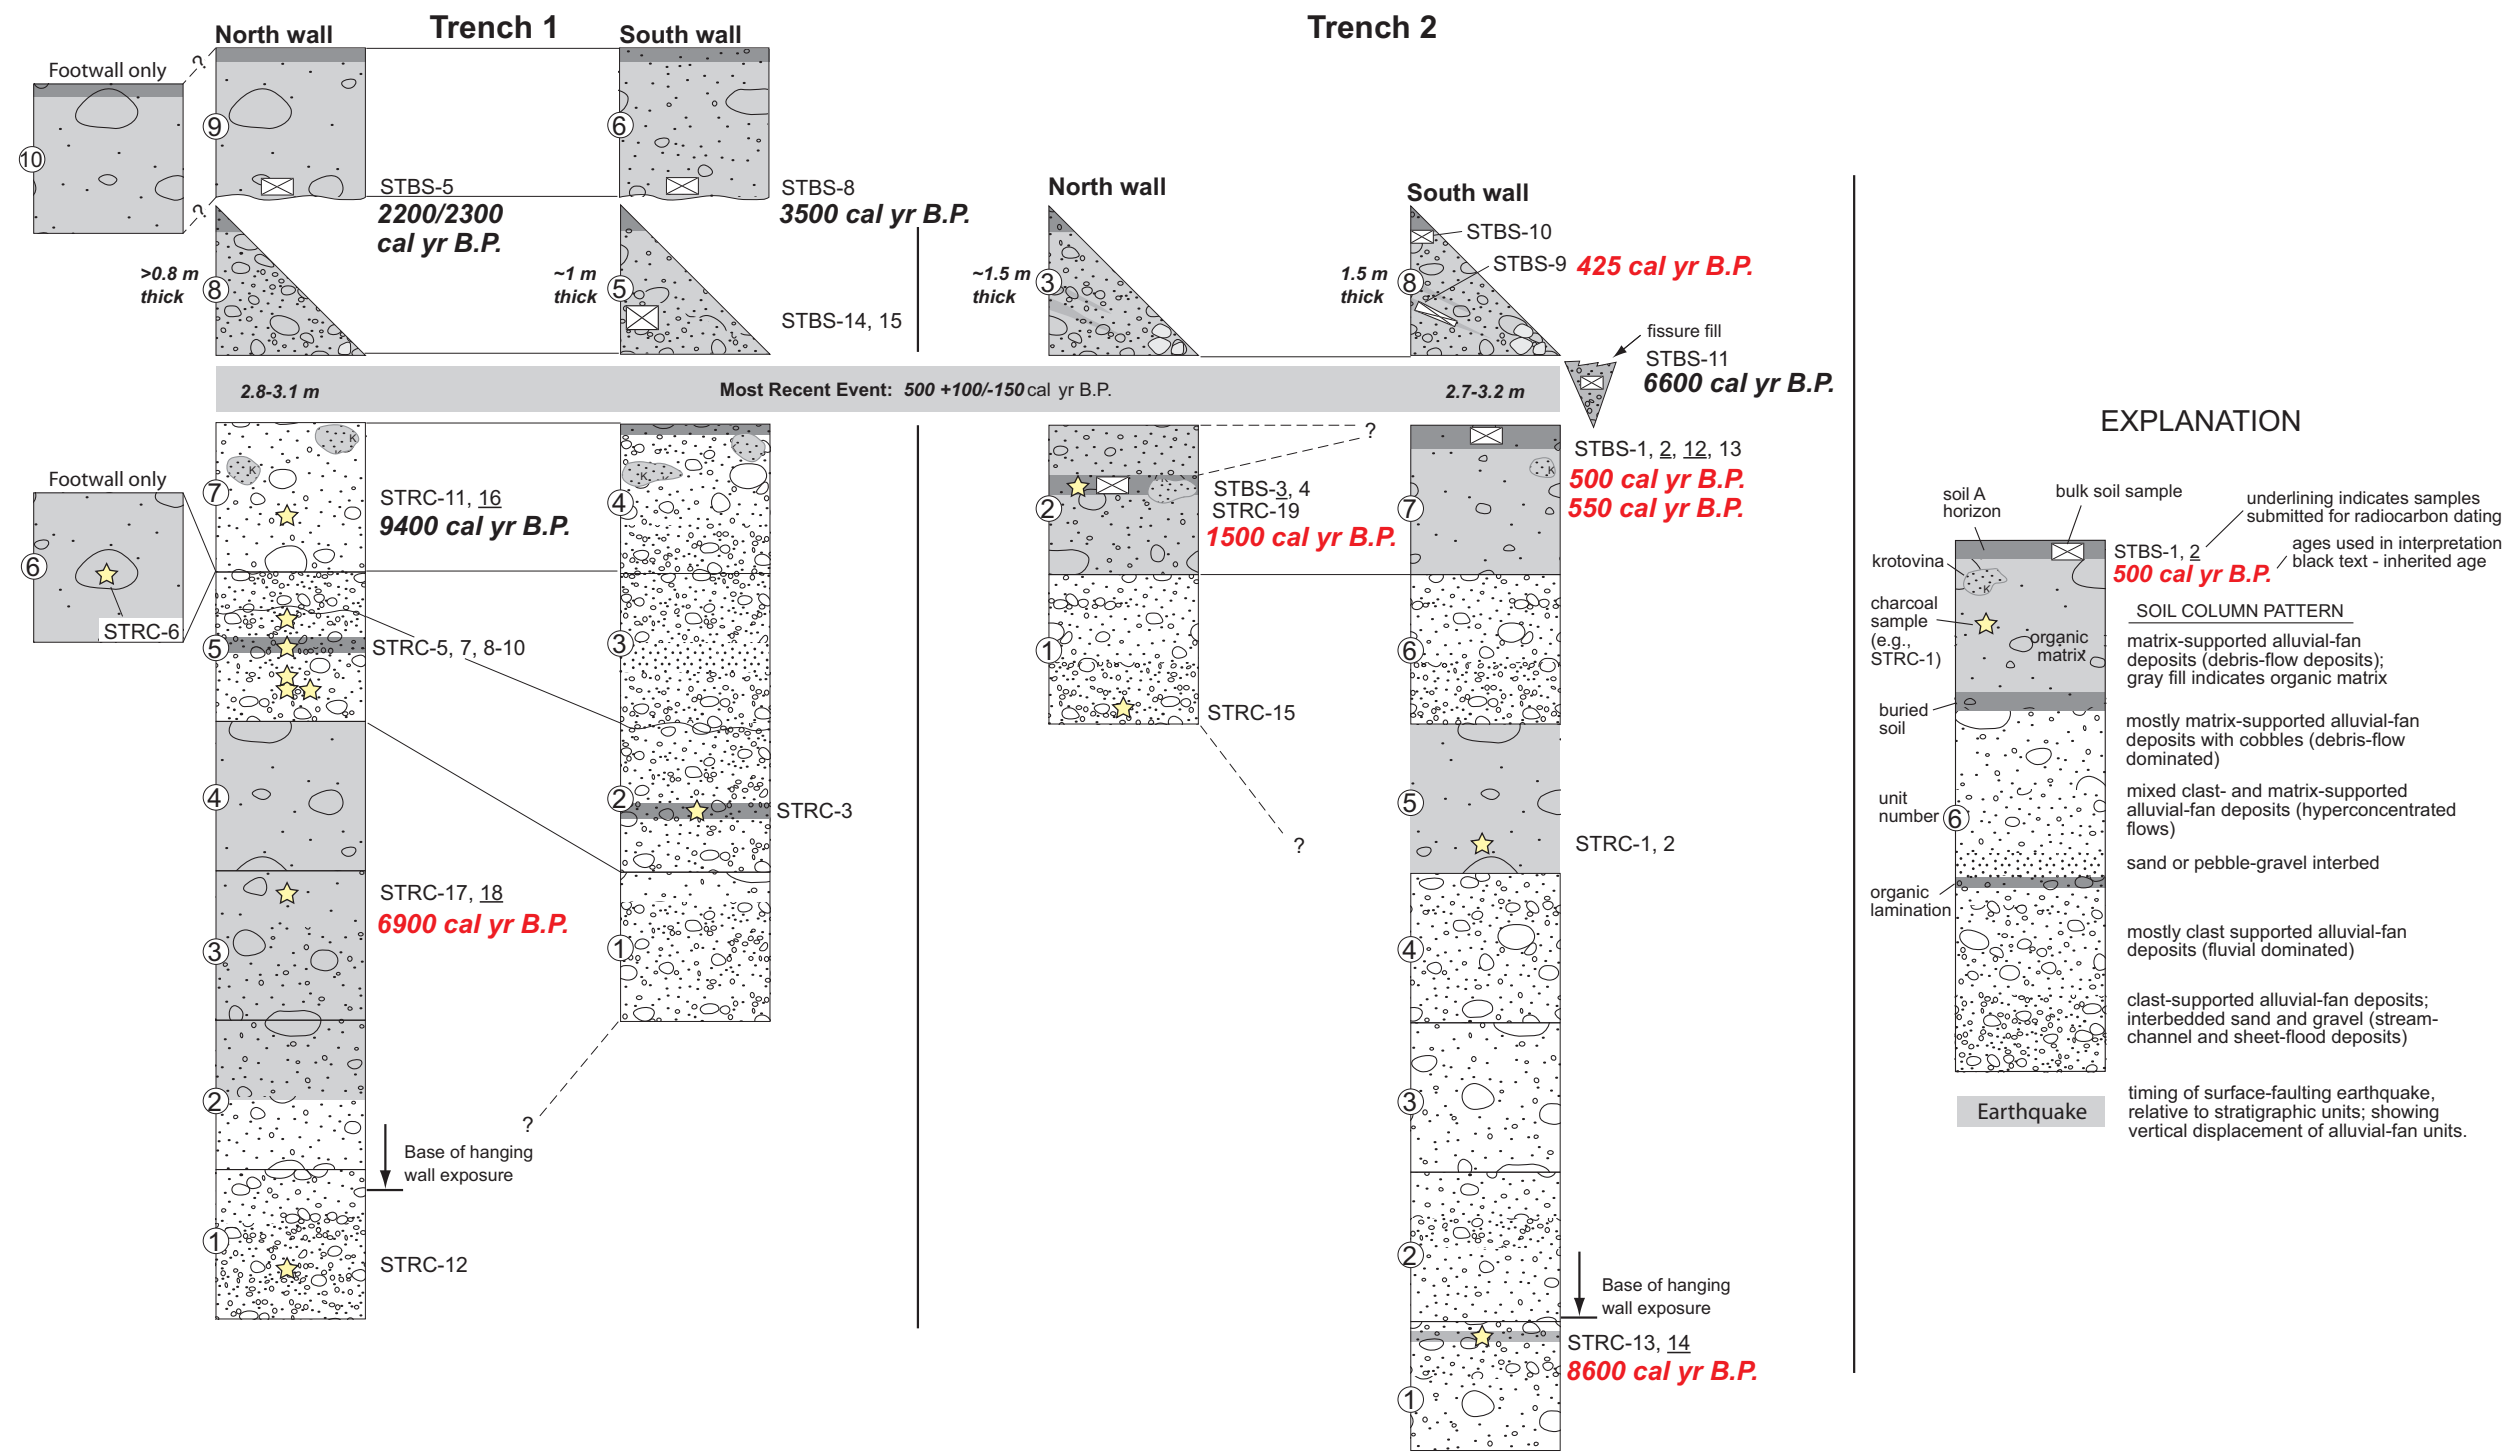 Trench 1
Trench 2
North wall
South wall
Footwall only
?
10
9
6
?
STBS-5
2200/2300
cal yr B.P.
STBS-8
3500 cal yr B.P.
North wall
South wall
>0.8 m
thick
8
~1 m
thick
5
STBS-14, 15
~1.5 m
thick
3
1.5 m
thick
8
STBS-10
STBS-9 425 cal yr B.P.
fissure fill
STBS-11
6600 cal yr B.P.
2.8-3.1 m
Most Recent Event: 500 +100/-150 cal yr B.P.
2.7-3.2 m
Footwall only
6
STRC-6
7
K
K
STRC-11, 16
9400 cal yr B.P.
5
STRC-5, 7, 8-10
4
3
STRC-17, 18
6900 cal yr B.P.
2
Base of hanging
wall exposure
1
STRC-12
4
K
K
3
2
STRC-3
1
?
2
STBS-3, 4
STRC-19
1500 cal yr B.P.
1
STRC-15
?
?
7
K
STBS-1, 2, 12, 13
500 cal yr B.P.
550 cal yr B.P.
6
5
STRC-1, 2
4
3
2
Base of hanging
wall exposure
STRC-13, 14
8600 cal yr B.P.
1
EXPLANATION
soil A
horizon
bulk soil sample
underlining indicates samples
submitted for radiocarbon dating
krotovina
K
STBS-1, 2
500 cal yr B.P.
ages used in interpretation
black text - inherited age
charcoal
sample
(e.g.,
STRC-1)
organic
matrix
SOIL COLUMN PATTERN
matrix-supported alluvial-fan
deposits (debris-flow deposits);
gray fill indicates organic matrix
buried
soil
mostly matrix-supported alluvial-fan
deposits with cobbles (debris-flow
dominated)
unit
number
6
mixed clast- and matrix-supported
alluvial-fan deposits (hyperconcentrated
flows)
sand or pebble-gravel interbed
organic
lamination
mostly clast supported alluvial-fan
deposits (fluvial dominated)
clast-supported alluvial-fan deposits;
interbedded sand and gravel (stream-
channel and sheet-flood deposits)
Earthquake
timing of surface-faulting earthquake,
relative to stratigraphic units; showing
vertical displacement of alluvial-fan units.